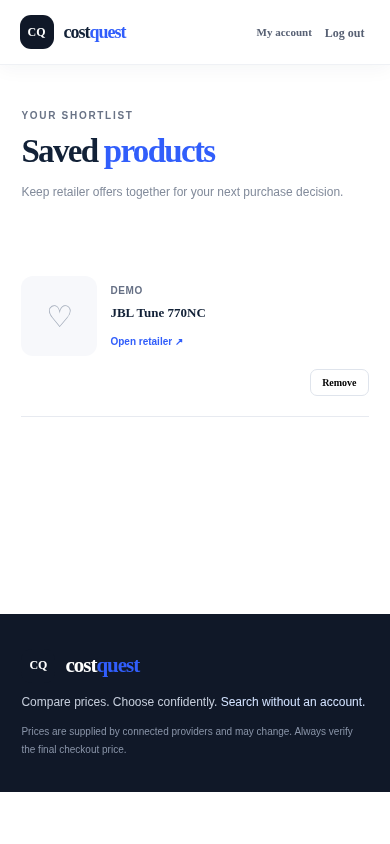 CQ costquest My account Log out
YOUR SHORTLIST
Saved products
Keep retailer offers together for your next purchase decision.
DEMO
JBL Tune 770NC
Open retailer ↗
Remove
CQ costquest
Compare prices. Choose confidently. Search without an account.
Prices are supplied by connected providers and may change. Always verify
the final checkout price.